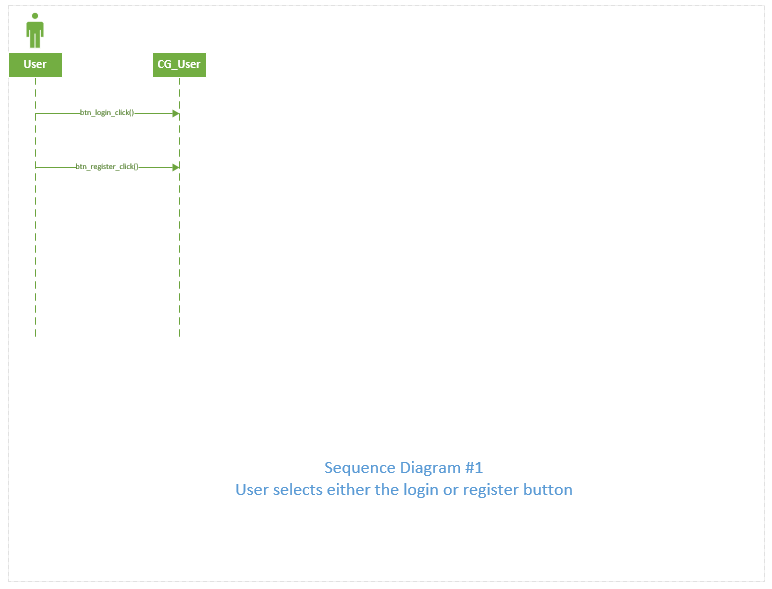 User
CG_User
btn_login_click()
btn_register_click()
Sequence Diagram #1
User selects either the login or register button